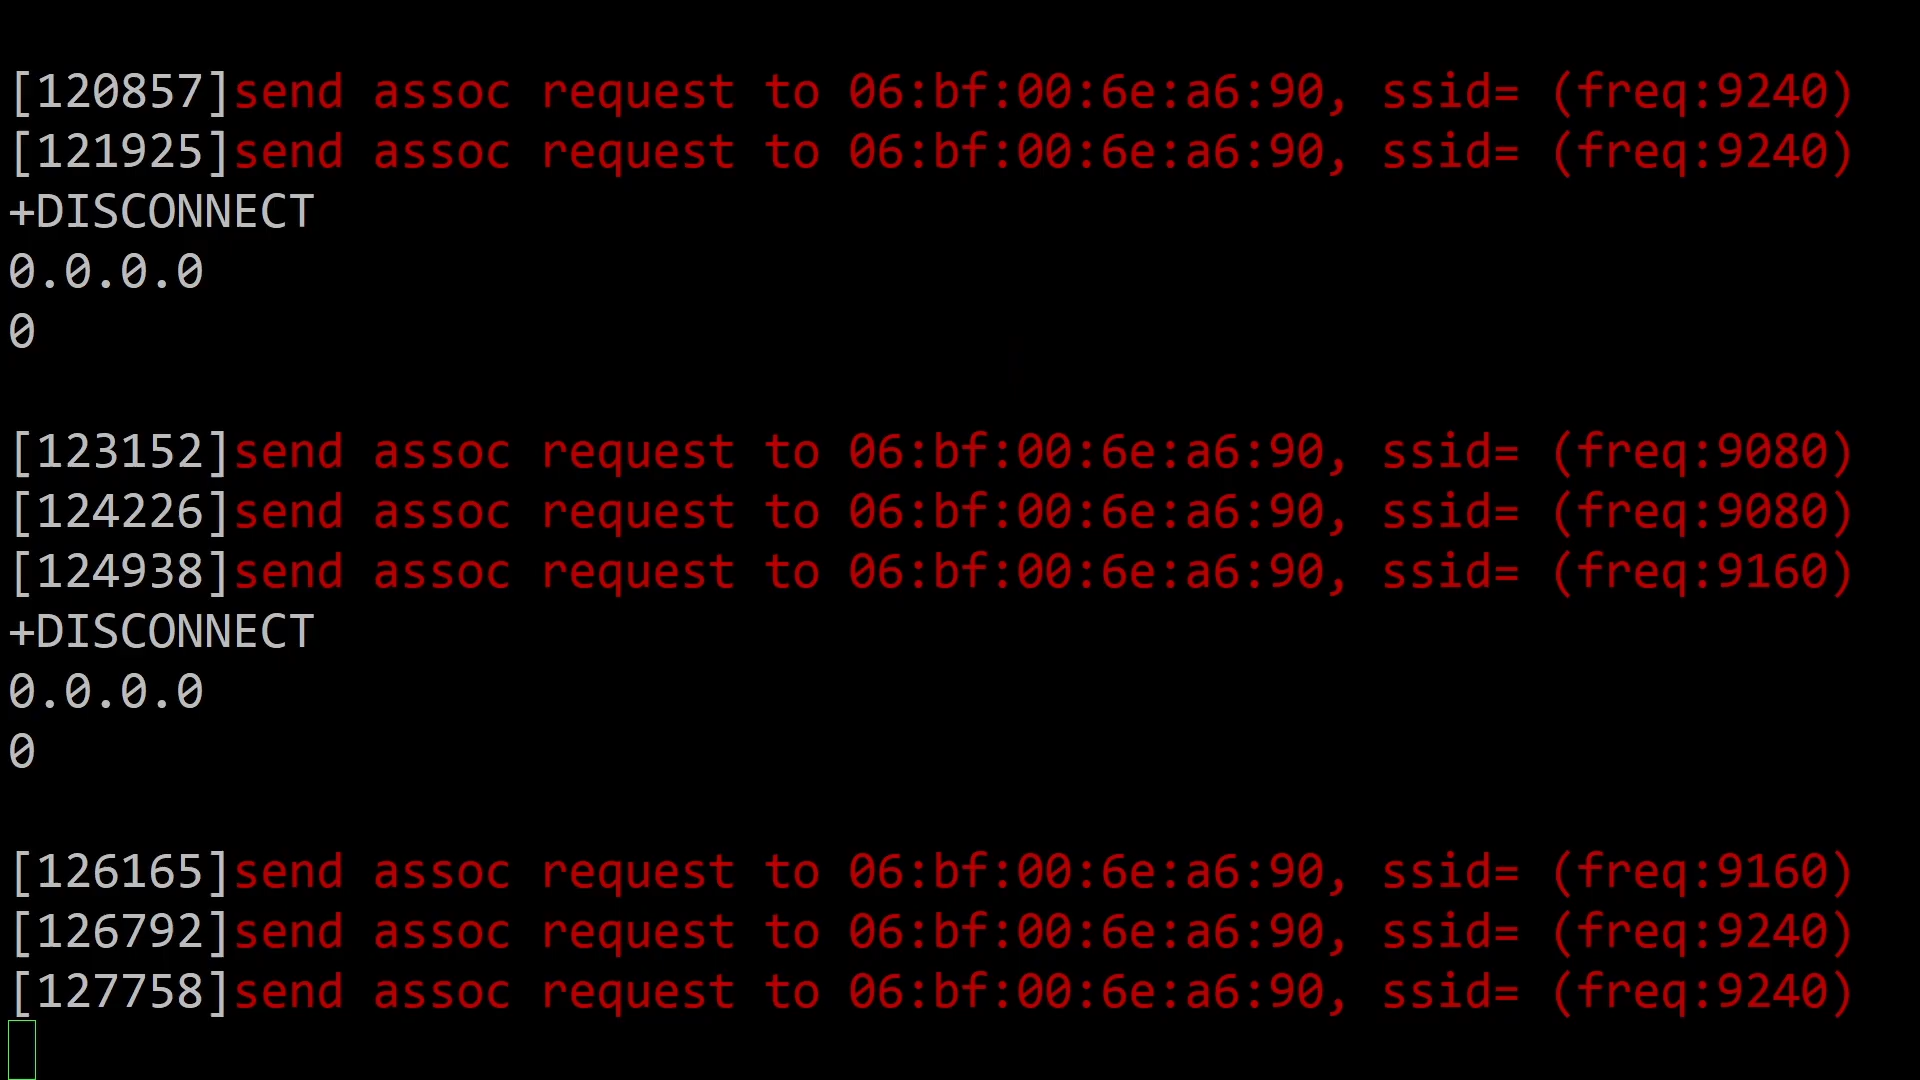 [120857]send assoc request to 06:bf:00:6e:a6:90, ssid= (freq:9240)
[121925]send assoc request to 06:bf:00:6e:a6:90, ssid= (freq:9240)
+DISCONNECT
0.0.0.0
0
[123152]send assoc request to 06:bf:00:6e:a6:90, ssid= (freq:9080)
[124226]send assoc request to 06:bf:00:6e:a6:90, ssid= (freq:9080)
[124938]send assoc request to 06:bf:00:6e:a6:90, ssid= (freq:9160)
+DISCONNECT
0.0.0.0
0
[126165]send assoc request to 06:bf:00:6e:a6:90, ssid= (freq:9160)
[126792]send assoc request to 06:bf:00:6e:a6:90, ssid= (freq:9240)
[127758]send assoc request to 06:bf:00:6e:a6:90, ssid= (freq:9240)